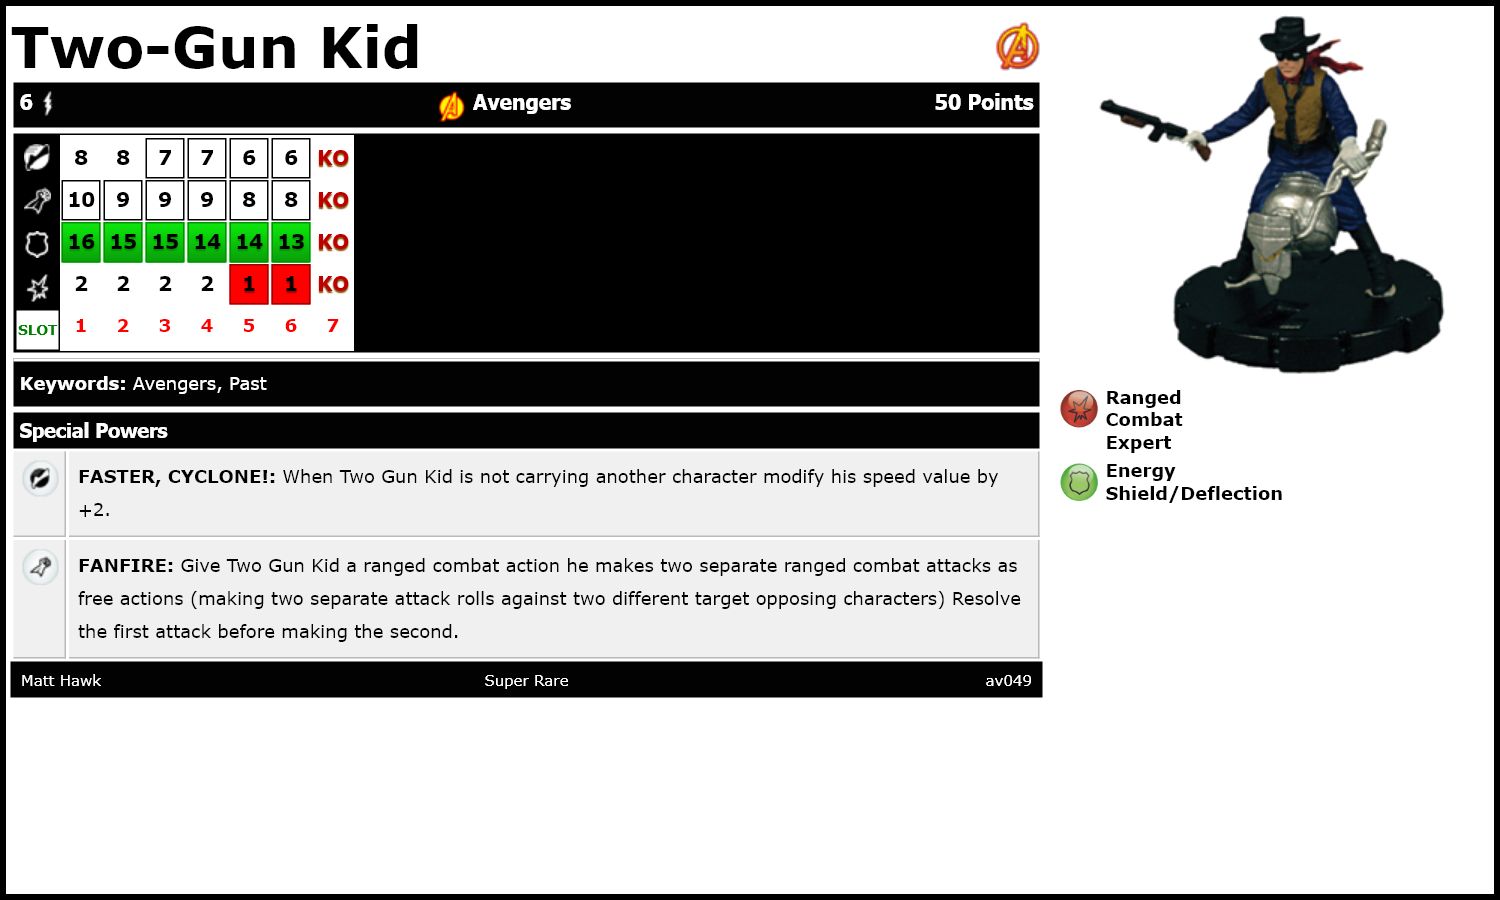 Two-Gun Kid
6 Avengers 50 Points
8 8 7 7 6 6 KO
10 9 9 9 8 8 KO
16 15 15 14 14 13 KO
2 2 2 2 1 1 KO
SLOT 1 2 3 4 5 6 7
Keywords: Avengers, Past
Special Powers
FASTER, CYCLONE!: When Two Gun Kid is not carrying another character modify his speed value by
+2.
FANFIRE: Give Two Gun Kid a ranged combat action he makes two separate ranged combat attacks as
free actions (making two separate attack rolls against two different target opposing characters) Resolve
the first attack before making the second.
Matt Hawk Super Rare av049
Ranged
Combat
Expert
Energy
Shield/Deflection